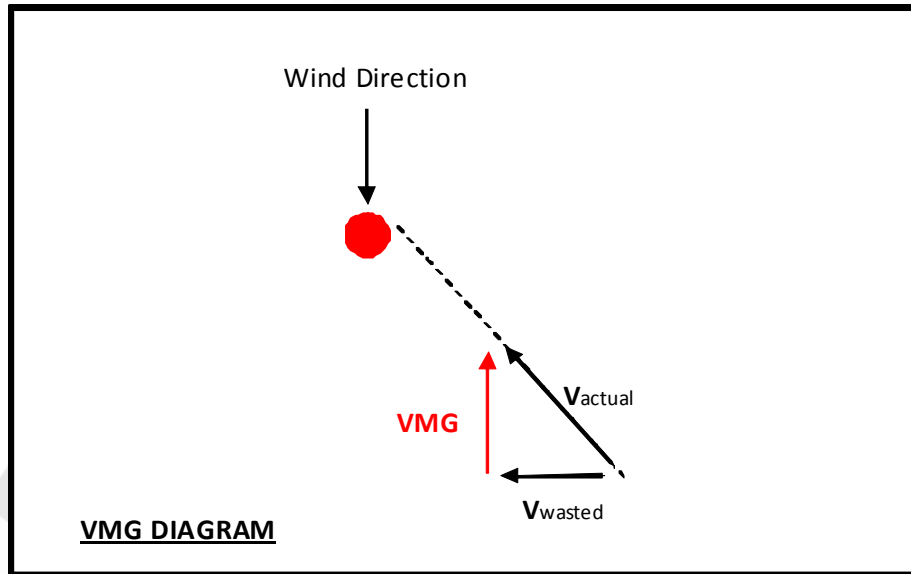 Wind Direction
Vactual
VMG
Vwasted
VMG DIAGRAM